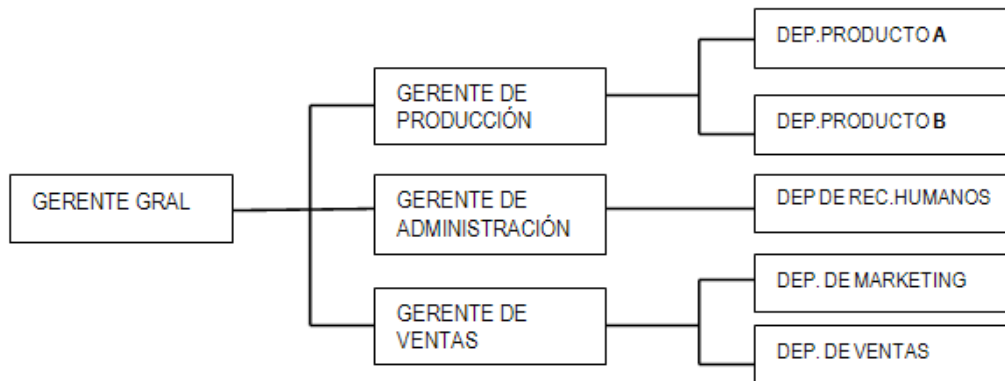 GERENTE GRAL
GERENTE DE
PRODUCCIÓN
DEP.PRODUCTO A
DEP.PRODUCTO B
GERENTE DE
ADMINISTRACIÓN
DEP DE REC.HUMANOS
GERENTE DE
VENTAS
DEP. DE MARKETING
DEP. DE VENTAS